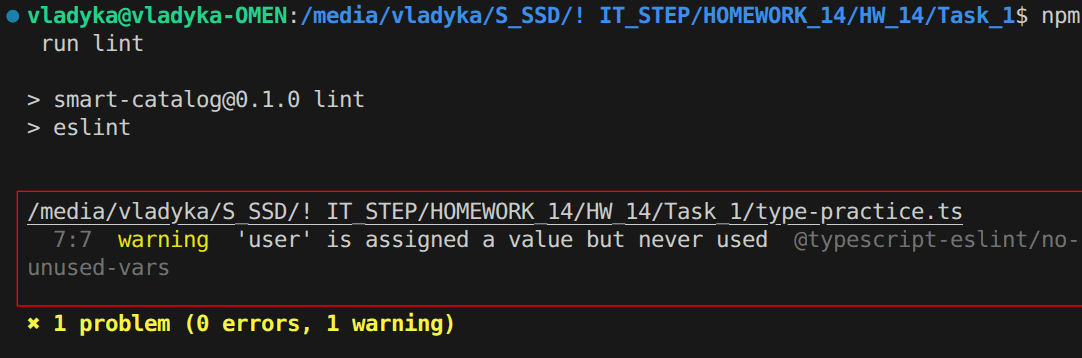 vladyka@vladyka-OMEN:/media/vladyka/S_SSD/! IT_STEP/HOMEWORK_14/HW_14/Task_1$ npm
run lint
> smart-catalog@0.1.0 lint
> eslint
/media/vladyka/S_SSD/! IT_STEP/HOMEWORK_14/HW_14/Task_1/type-practice.ts
7:7  warning  'user' is assigned a value but never used  @typescript-eslint/no-
unused-vars
✖ 1 problem (0 errors, 1 warning)